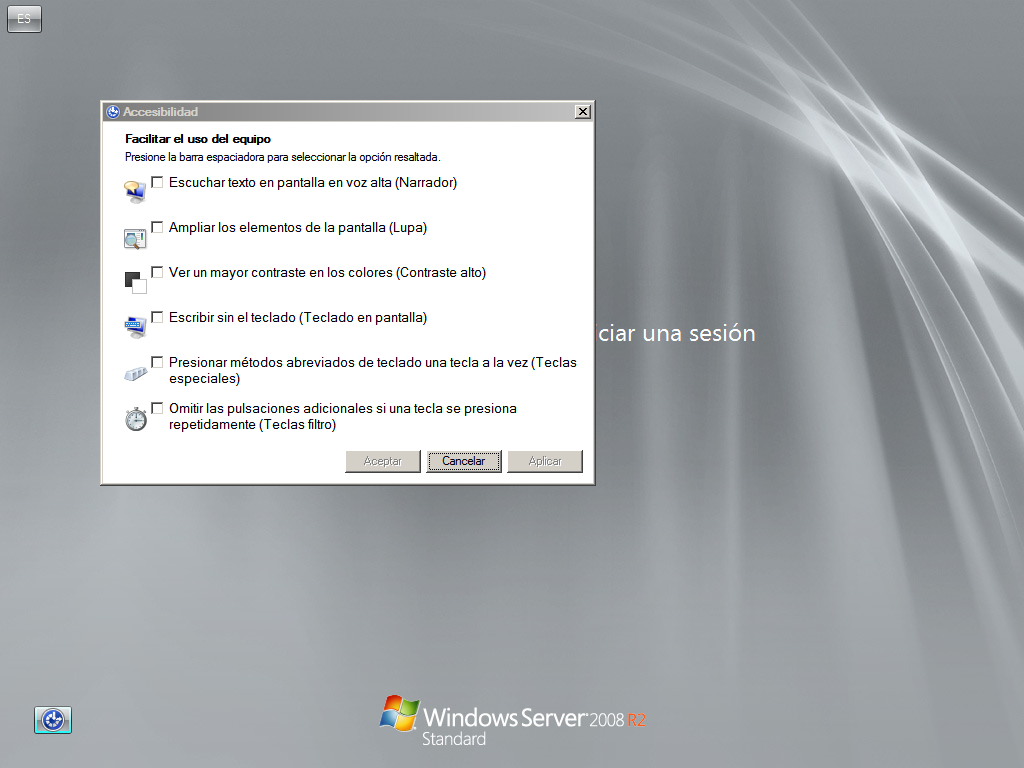 ES
Accesibilidad
Facilitar el uso del equipo
Presione la barra espaciadora para seleccionar la opción resaltada.
Escuchar texto en pantalla en voz alta (Narrador)
Ampliar los elementos de la pantalla (Lupa)
Ver un mayor contraste en los colores (Contraste alto)
Escribir sin el teclado (Teclado en pantalla)
ciar una sesión
Presionar métodos abreviados de teclado una tecla a la vez (Teclas
especiales)
Omitir las pulsaciones adicionales si una tecla se presiona
repetidamente (Teclas filtro)
Aceptar Cancelar Aplicar
Windows Server 2008 R2
Standard